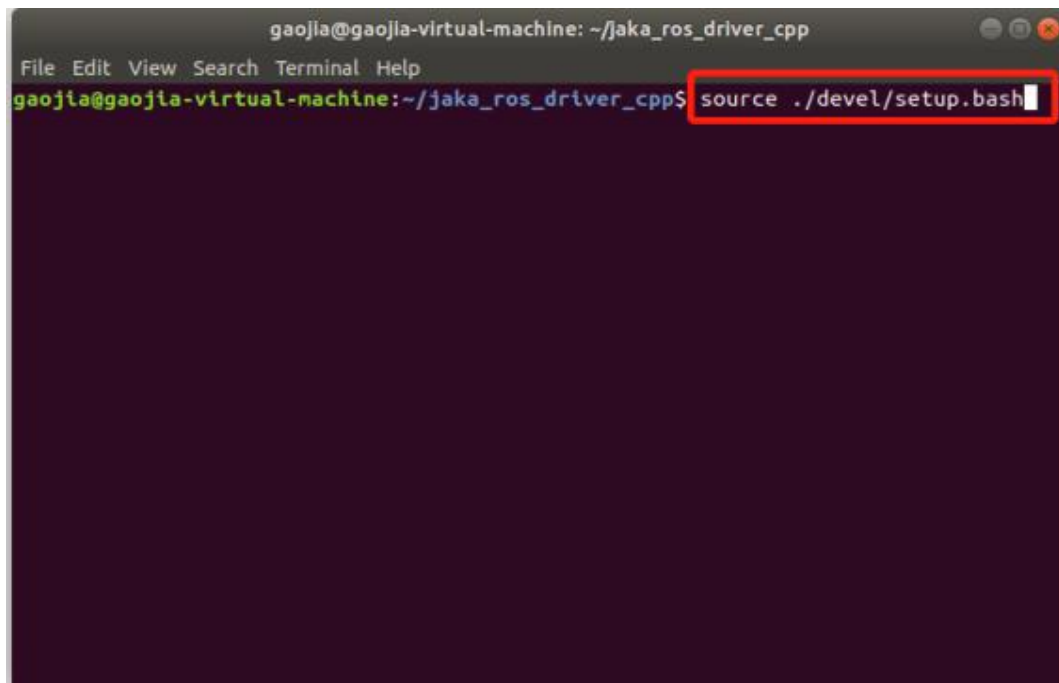 gaojia@gaojia-virtual-machine: ~/jaka_ros_driver_cpp
File Edit View Search Terminal Help
gaojia@gaojia-virtual-machine:~/jaka_ros_driver_cpp$ source ./devel/setup.bash